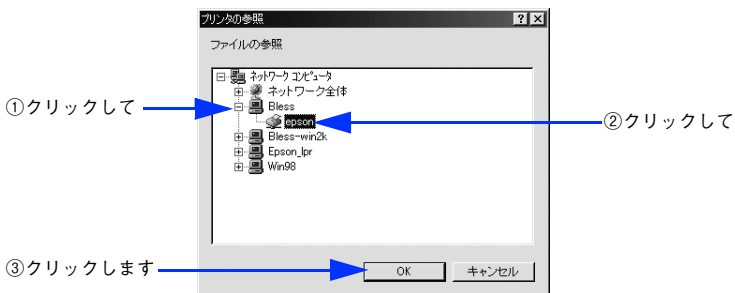 プリンタの参照
ファイルの参照
ネットワーク コンピュータ
ネットワーク全体
①クリックして
Bless
epson
②クリックして
Bless-win2k
Epson_lpr
Win98
③クリックします
OK
キャンセル